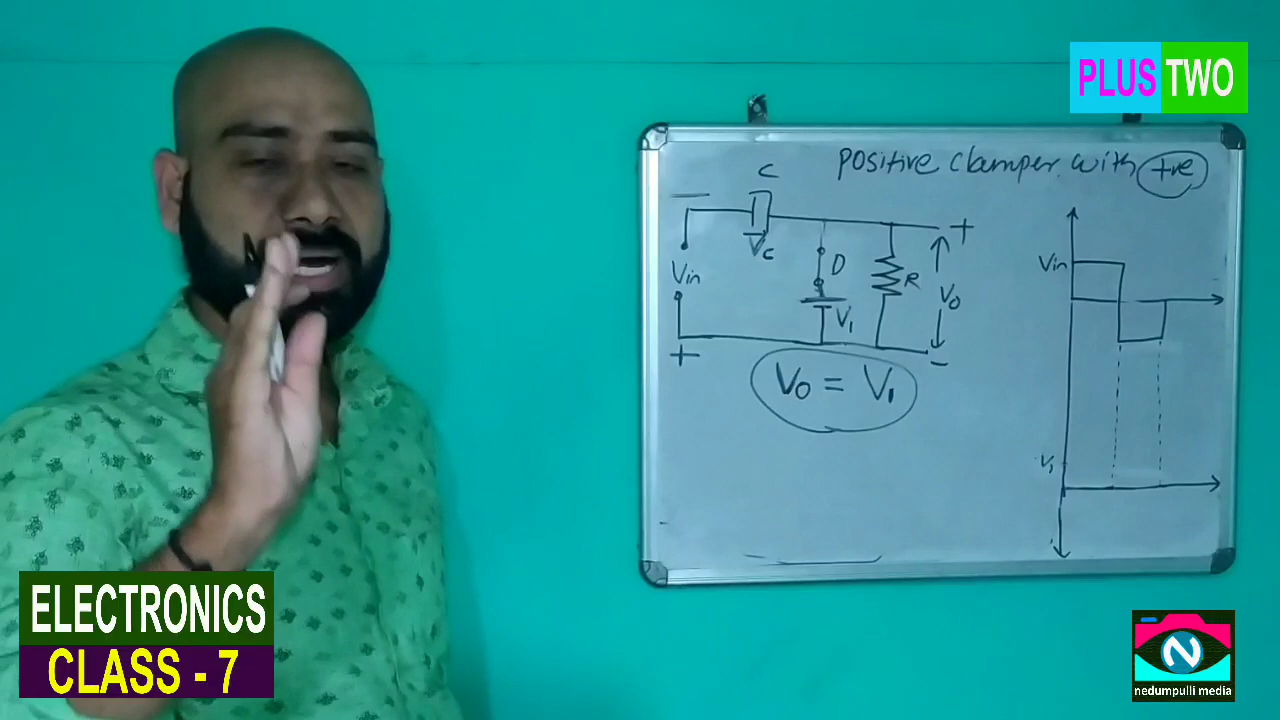 PLUS TWO
positive clamper with +ve
C
—
+
Vc
Vin
D
R
V1
Vo
+
-
Vo = V1
Vin
V1
ELECTRONICS
CLASS - 7
N
nedumpulli media